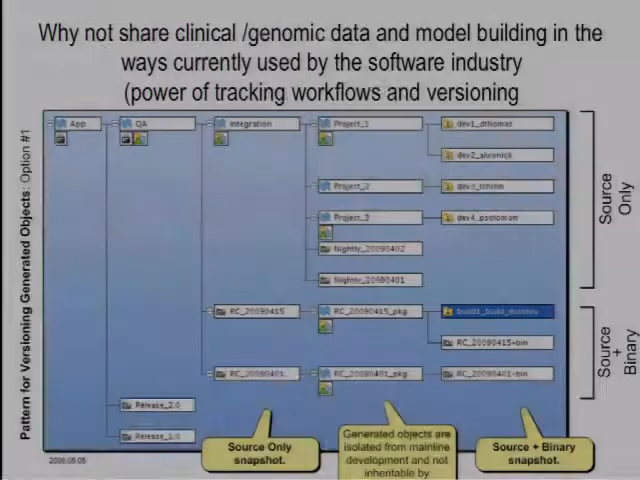 Why not share clinical /genomic data and model building in the
ways currently used by the software industry
(power of tracking workflows and versioning
Pattern for Versioning Generated Objects: Option #1
App
QA
Integration
Project_1
dev1_dthomas
dev2_akronick
Project_2
Project_3
dev4_psolomon
Nightly_20090402
Nightly_20090401
RC_20090415
RC_20090415_pkg
RC_20090415-bin
RC_20090401
RC_20090401_pkg
RC_20090401-bin
Release_2.0
Release_1.0
Source
Only
Source
+
Binary
Source Only
snapshot.
Generated objects are
isolated from mainline
development and not
inheritable by
Source + Binary
snapshot.